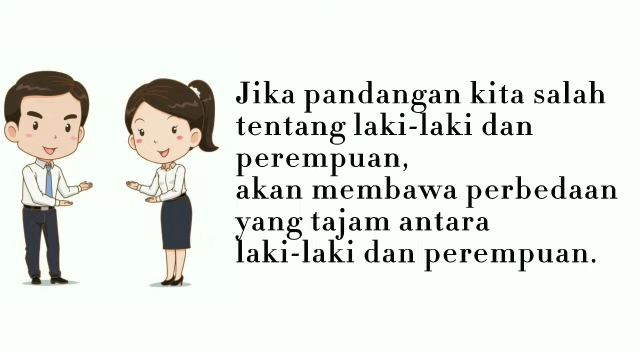 Jika pandangan kita salah
tentang laki-laki dan
perempuan,
akan membawa perbedaan
yang tajam antara
laki-laki dan perempuan.